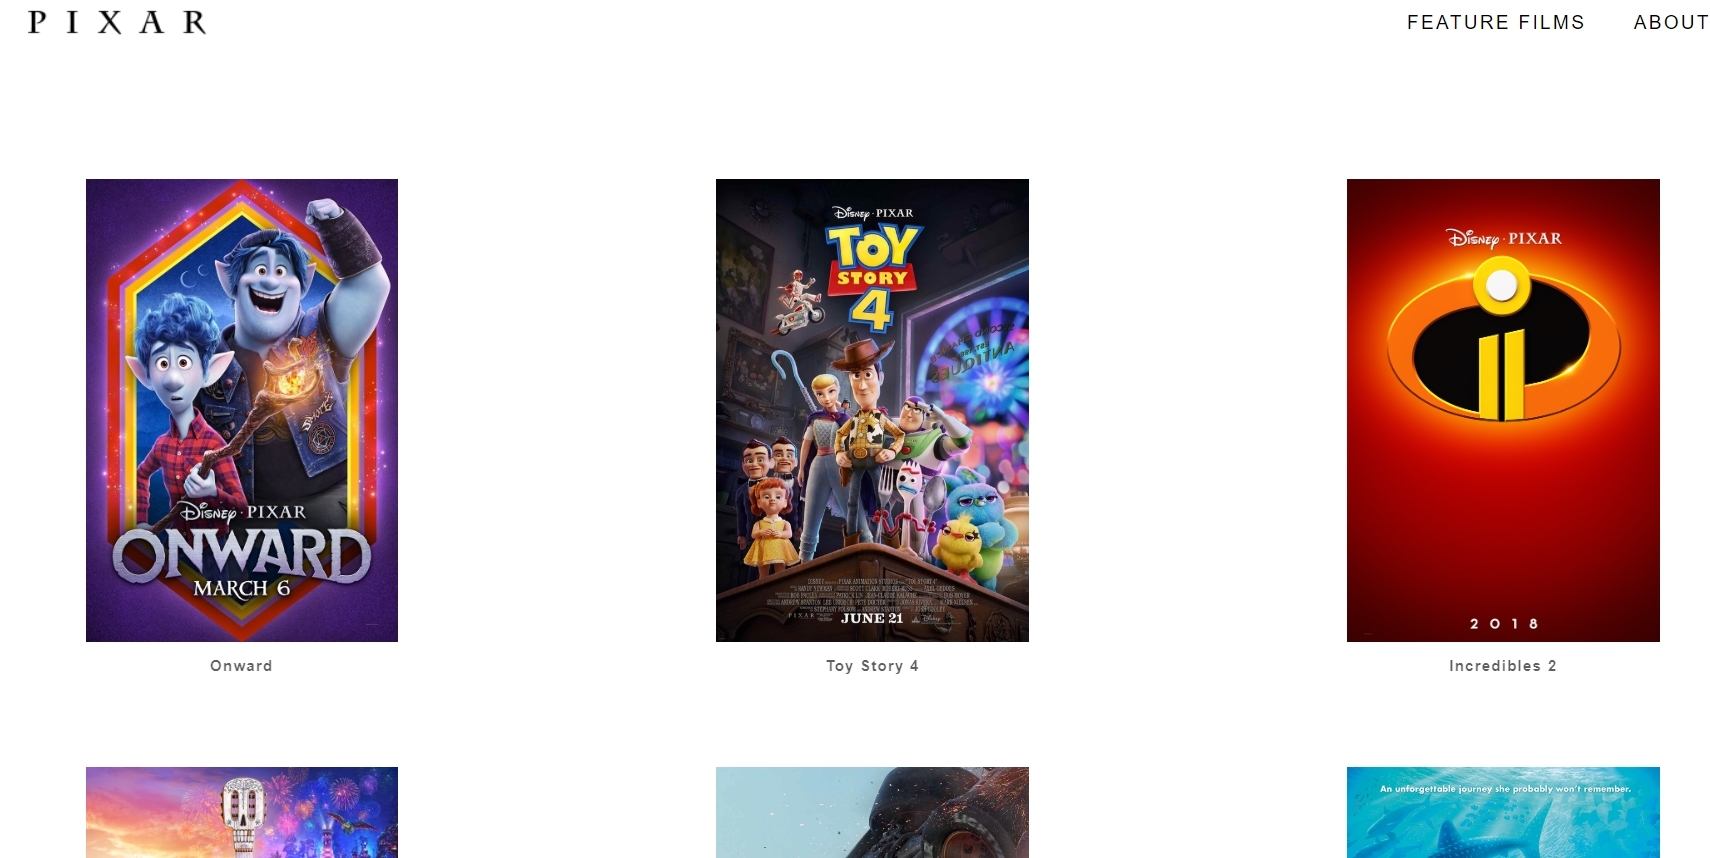 PIXAR
FEATURE FILMS
ABOUT
Disney · PIXAR
ONWARD
MARCH 6
Onward
Disney · PIXAR
TOY
STORY
4
ANTIQUES
JUNE 21
Toy Story 4
Disney · PIXAR
2018
Incredibles 2
An unforgettable journey she probably won't remember.